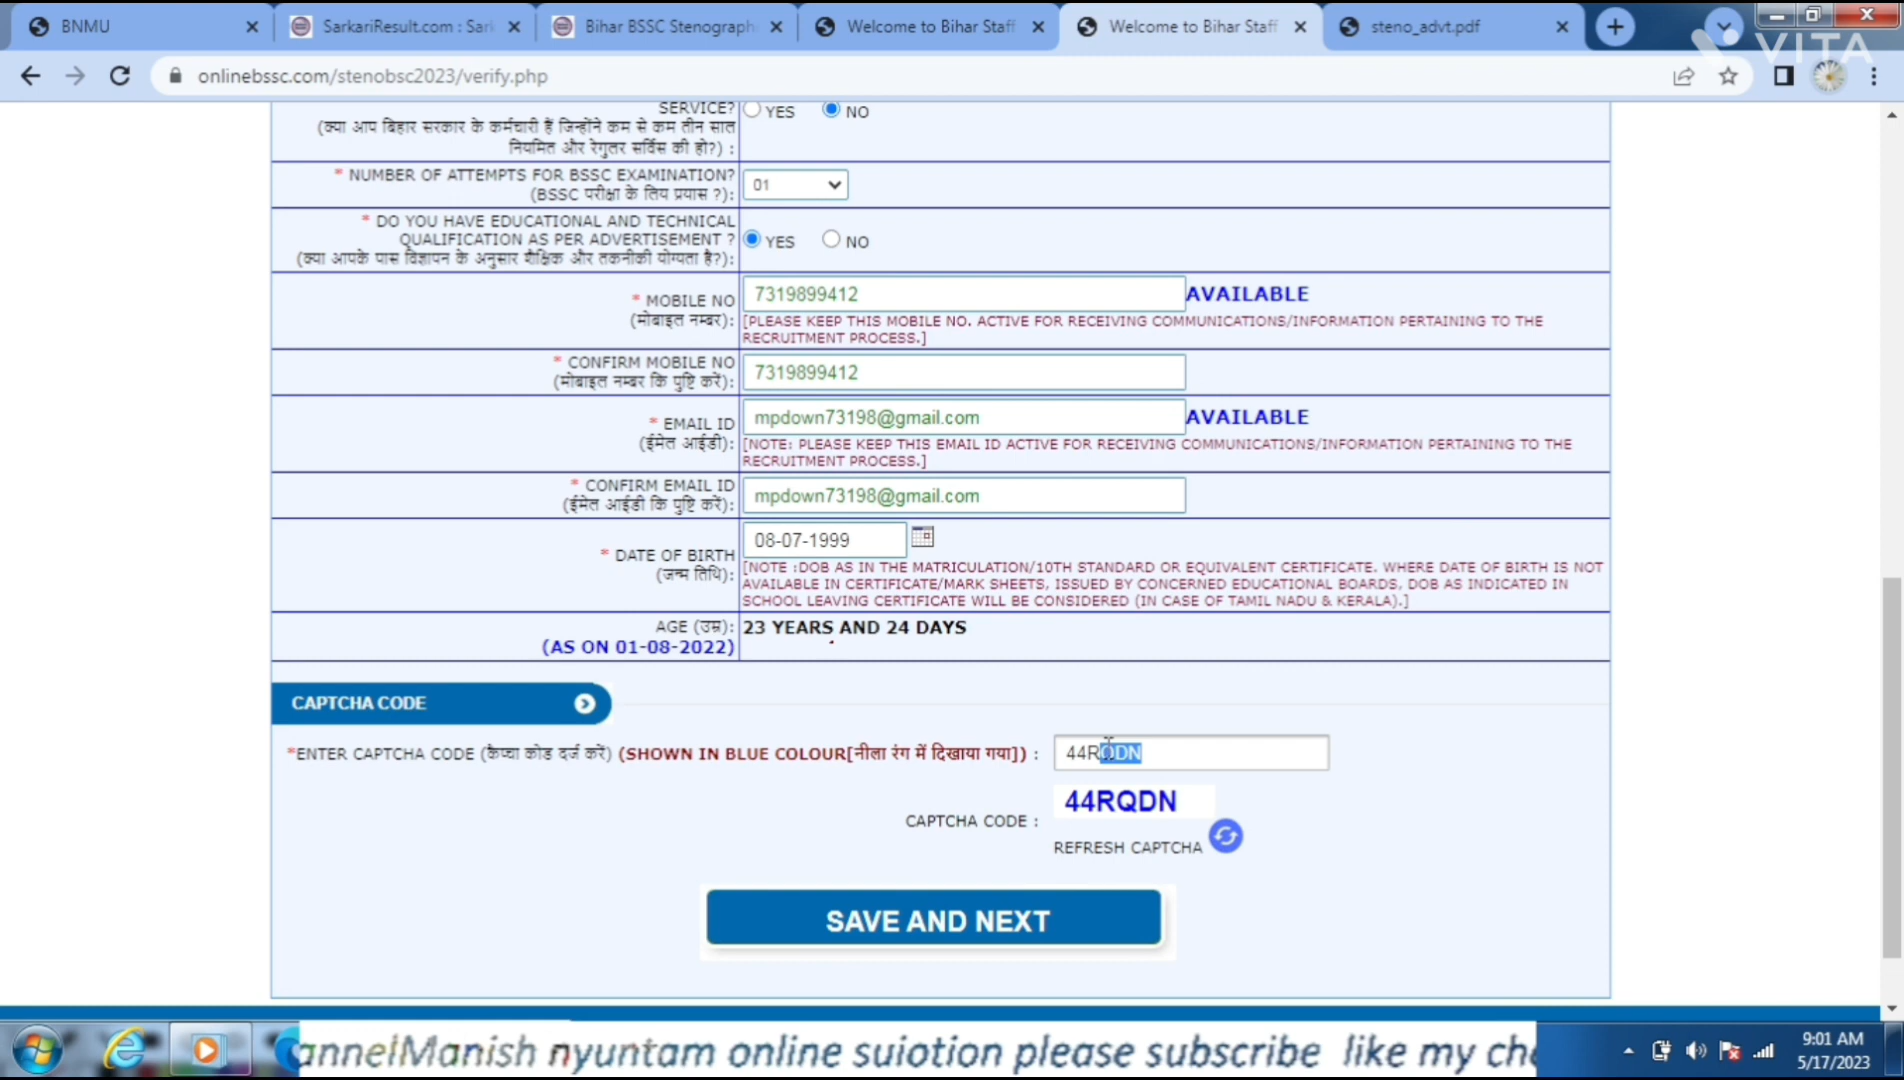 BNMU
SarkariResult.com : Sark
Bihar BSSC Stenograph
Welcome to Bihar Staff
Welcome to Bihar Staff
steno_advt.pdf
VITA
onlinebssc.com/stenobsc2023/verify.php
SERVICE?
(क्या आप बिहार सरकार के कर्मचारी हैं जिन्होंने कम से कम तीन साल
नियमित और रेगुलर सर्विस की हो?) :
YES NO
* NUMBER OF ATTEMPTS FOR BSSC EXAMINATION?
(BSSC परीक्षा के लिय प्रयास ?):
01
* DO YOU HAVE EDUCATIONAL AND TECHNICAL
QUALIFICATION AS PER ADVERTISEMENT ?
(क्या आपके पास विज्ञापन के अनुसार शैक्षिक और तकनीकी योग्यता है?):
YES NO
* MOBILE NO
(मोबाइल नम्बर):
7319899412 AVAILABLE
[PLEASE KEEP THIS MOBILE NO. ACTIVE FOR RECEIVING COMMUNICATIONS/INFORMATION PERTAINING TO THE
RECRUITMENT PROCESS.]
* CONFIRM MOBILE NO
(मोबाइल नम्बर कि पुष्टि करें):
7319899412
* EMAIL ID
(ईमेल आईडी):
mpdown73198@gmail.com AVAILABLE
[NOTE: PLEASE KEEP THIS EMAIL ID ACTIVE FOR RECEIVING COMMUNICATIONS/INFORMATION PERTAINING TO THE
RECRUITMENT PROCESS.]
* CONFIRM EMAIL ID
(ईमेल आईडी कि पुष्टि करें):
mpdown73198@gmail.com
* DATE OF BIRTH
(जन्म तिथि):
08-07-1999
[NOTE :DOB AS IN THE MATRICULATION/10TH STANDARD OR EQUIVALENT CERTIFICATE. WHERE DATE OF BIRTH IS NOT
AVAILABLE IN CERTIFICATE/MARK SHEETS, ISSUED BY CONCERNED EDUCATIONAL BOARDS, DOB AS INDICATED IN
SCHOOL LEAVING CERTIFICATE WILL BE CONSIDERED (IN CASE OF TAMIL NADU & KERALA).]
AGE (उम्र):
(AS ON 01-08-2022)
23 YEARS AND 24 DAYS
CAPTCHA CODE
*ENTER CAPTCHA CODE (कैप्चा कोड दर्ज करें) (SHOWN IN BLUE COLOUR[नीला रंग में दिखाया गया]) :
44RQDN
CAPTCHA CODE :
44RQDN
REFRESH CAPTCHA
SAVE AND NEXT
annelManish nyuntam online suiotion please subscribe like my cha
9:01 AM
5/17/2023